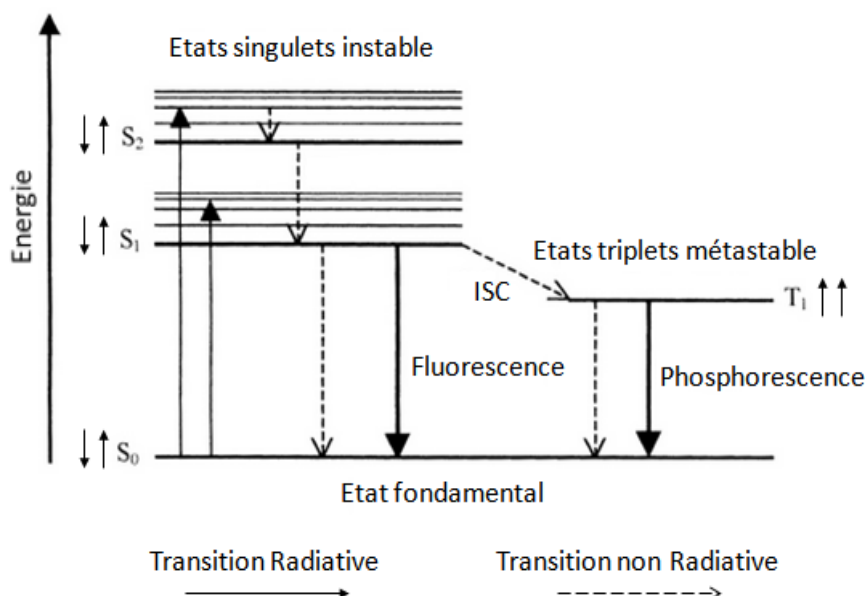 Energie
Etats singulets instable
S2
S1
Etats triplets métastable
ISC
T1
Fluorescence
Phosphorescence
S0
Etat fondamental
Transition Radiative
Transition non Radiative